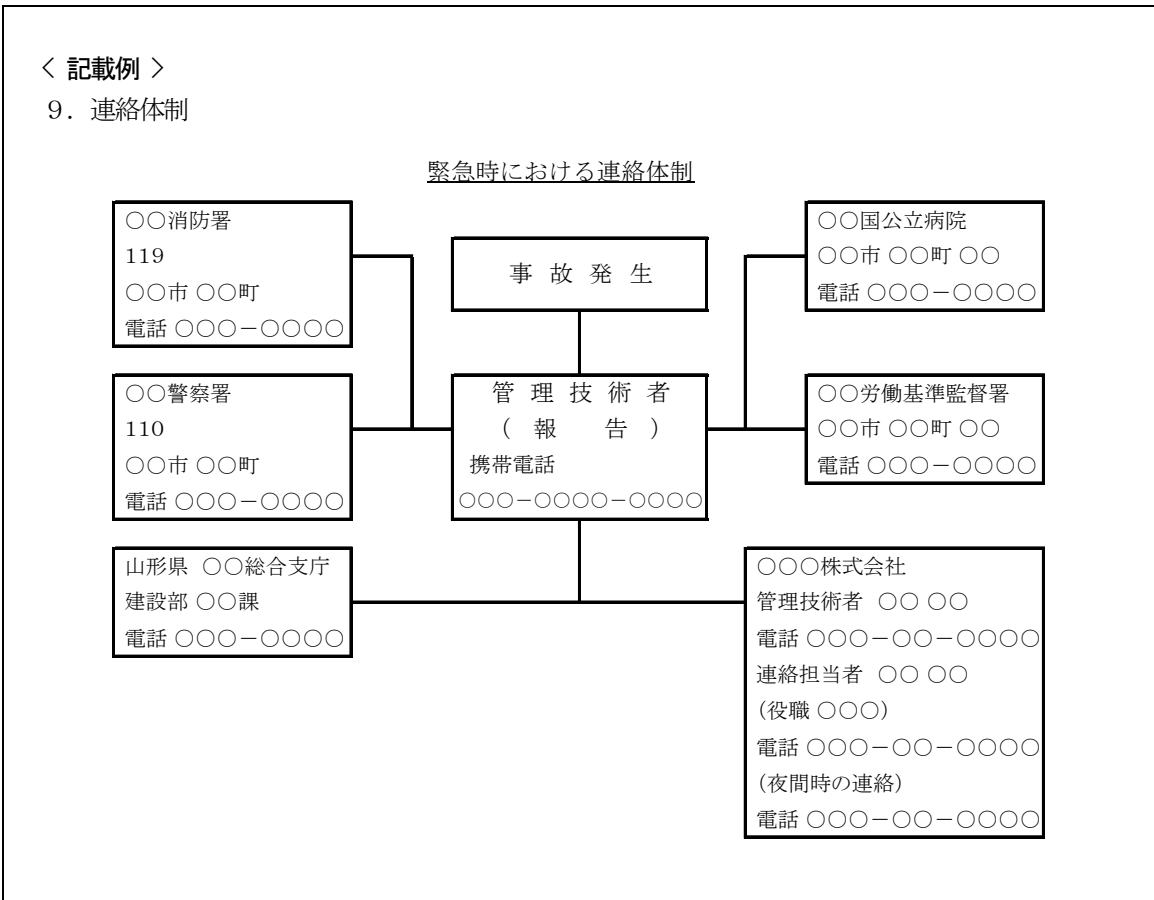 〈 記載例 〉
９．連絡体制
緊急時における連絡体制
○○消防署
119
○○市 ○○町
電話 ○○○－○○○○
事 故 発 生
○○国公立病院
○○市 ○○町 ○○
電話 ○○○－○○○○
○○警察署
110
○○市 ○○町
電話 ○○○－○○○○
管 理 技 術 者
( 報 告 )
携帯電話
○○○－○○○○－○○○○
○○労働基準監督署
○○市 ○○町 ○○
電話 ○○○－○○○○
山形県 ○○総合支庁
建設部 ○○課
電話 ○○○－○○○○
○○○株式会社
管理技術者 ○○ ○○
電話 ○○○－○○－○○○○
連絡担当者 ○○ ○○
(役職 ○○○)
電話 ○○○－○○－○○○○
(夜間時の連絡)
電話 ○○○－○○－○○○○